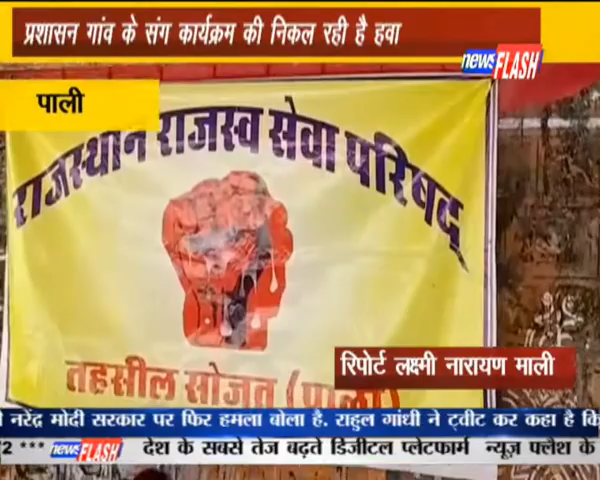 प्रशासन गांव के संग कार्यक्रम की निकल रही है हवा
news FLASH
पाली
राजस्थान राजस्व सेवा परिषद्
तहसील सोजत (पाली)
रिपोर्ट लक्ष्मी नारायण माली
नरेंद्र मोदी सरकार पर फिर हमला बोला है. राहुल गांधी ने ट्वीट कर कहा है कि
2 *** news FLASH देश के सबसे तेज बढ़ते डिजीटल प्लेटफार्म न्यूज़ फ्लैश के